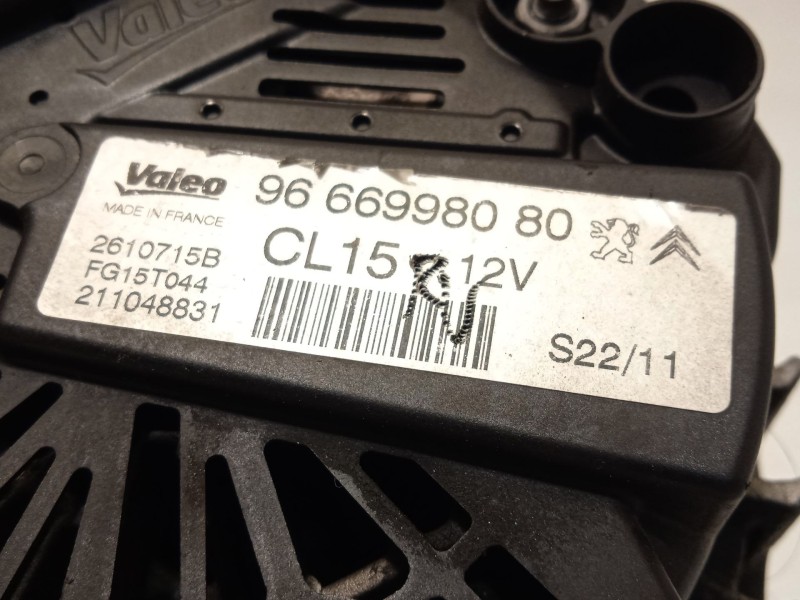 Valeo
Valeo
MADE IN FRANCE
96 669980 80
2610715B
CL15 12V
FG15T044
211048831
S22/11